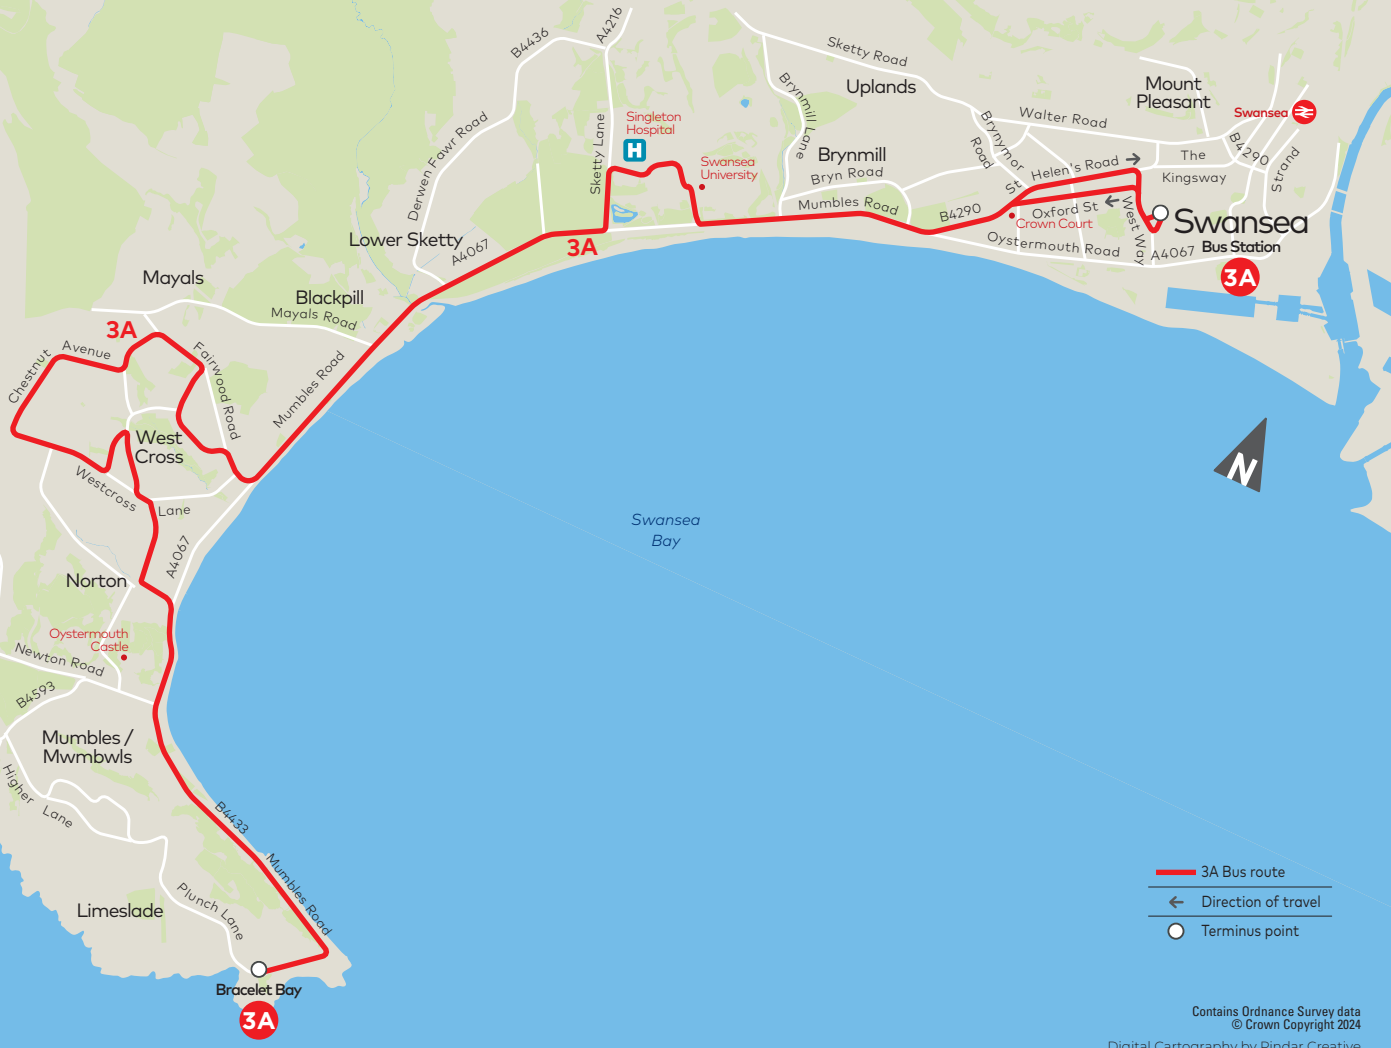 B4436
A4216
Sketty Road
Uplands
Mount
Pleasant
Swansea
Singleton
Hospital
H
Brynmill Lane
Walter Road
Brynymor
Road
B4290
Strand
Derwen Fawr Road
Sketty Lane
Swansea
University
Brynmill
Bryn Road
St Helen's Road
The
Kingsway
Mumbles Road
B4290
Oxford St
Crown Court
West Way
Swansea
Bus Station
3A
Oystermouth Road
A4067
Lower Sketty
A4067
3A
Mayals
Blackpill
Mayals Road
3A
Chestnut Avenue
Fairwood Road
Mumbles Road
West
Cross
Westcross Lane
N
Swansea
Bay
A4067
Norton
Oystermouth
Castle
Newton Road
B4593
Mumbles /
Mwmbwls
Higher Lane
B4433
Mumbles Road
Plunch Lane
Limeslade
Bracelet Bay
3A
3A Bus route
Direction of travel
Terminus point
Contains Ordnance Survey data
© Crown Copyright 2024
Digital Cartography by Pindar Creative